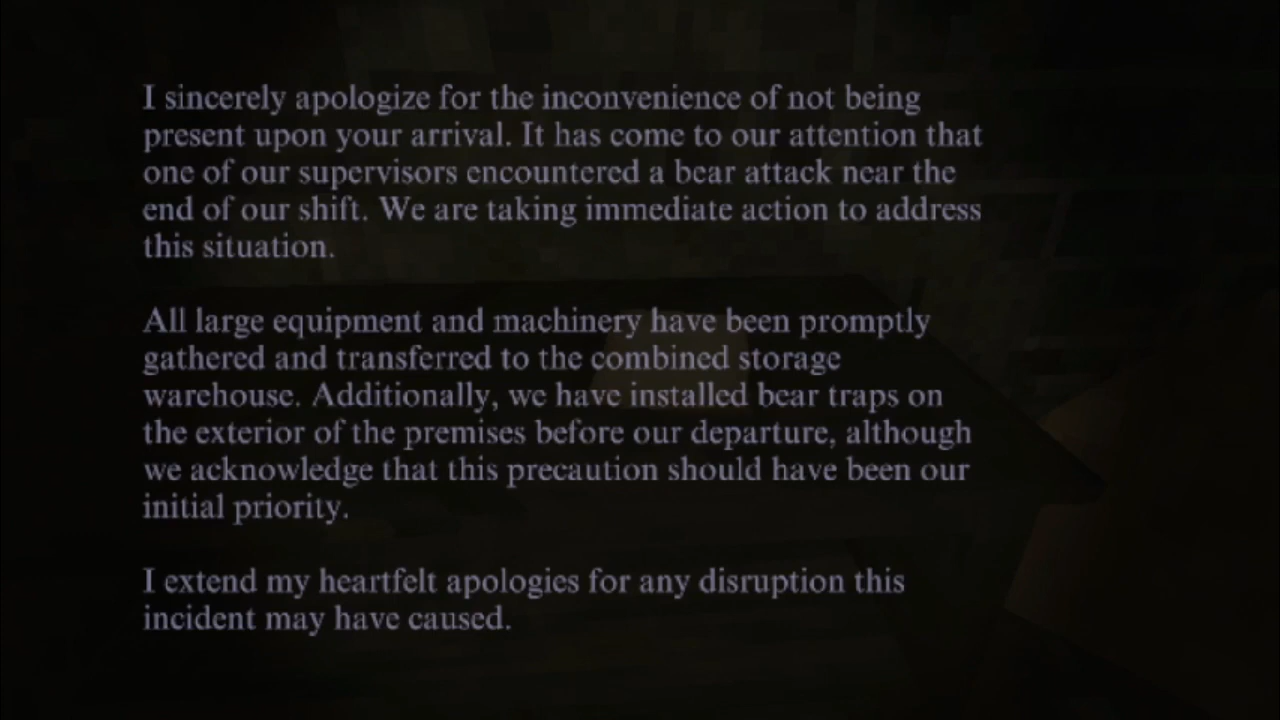 I sincerely apologize for the inconvenience of not being
present upon your arrival. It has come to our attention that
one of our supervisors encountered a bear attack near the
end of our shift. We are taking immediate action to address
this situation.
All large equipment and machinery have been promptly
gathered and transferred to the combined storage
warehouse. Additionally, we have installed bear traps on
the exterior of the premises before our departure, although
we acknowledge that this precaution should have been our
initial priority.
I extend my heartfelt apologies for any disruption this
incident may have caused.